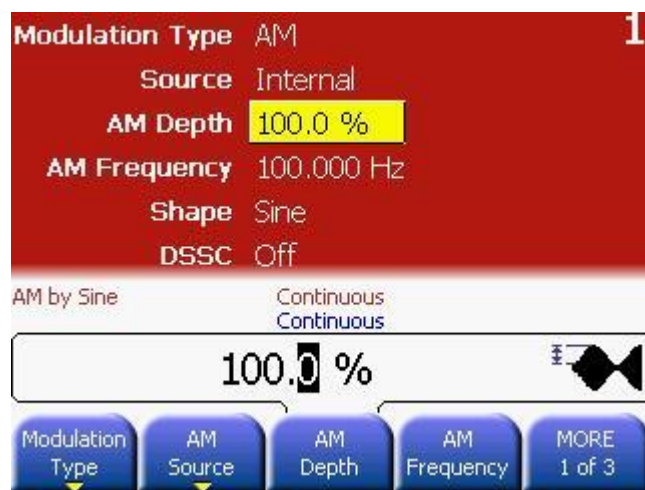 Modulation Type AM 1
Source Internal
AM Depth 100.0 %
AM Frequency 100.000 Hz
Shape Sine
DSSC Off
AM by Sine Continuous
Continuous
100.0 %
Modulation Type
AM Source
AM Depth
AM Frequency
MORE 1 of 3